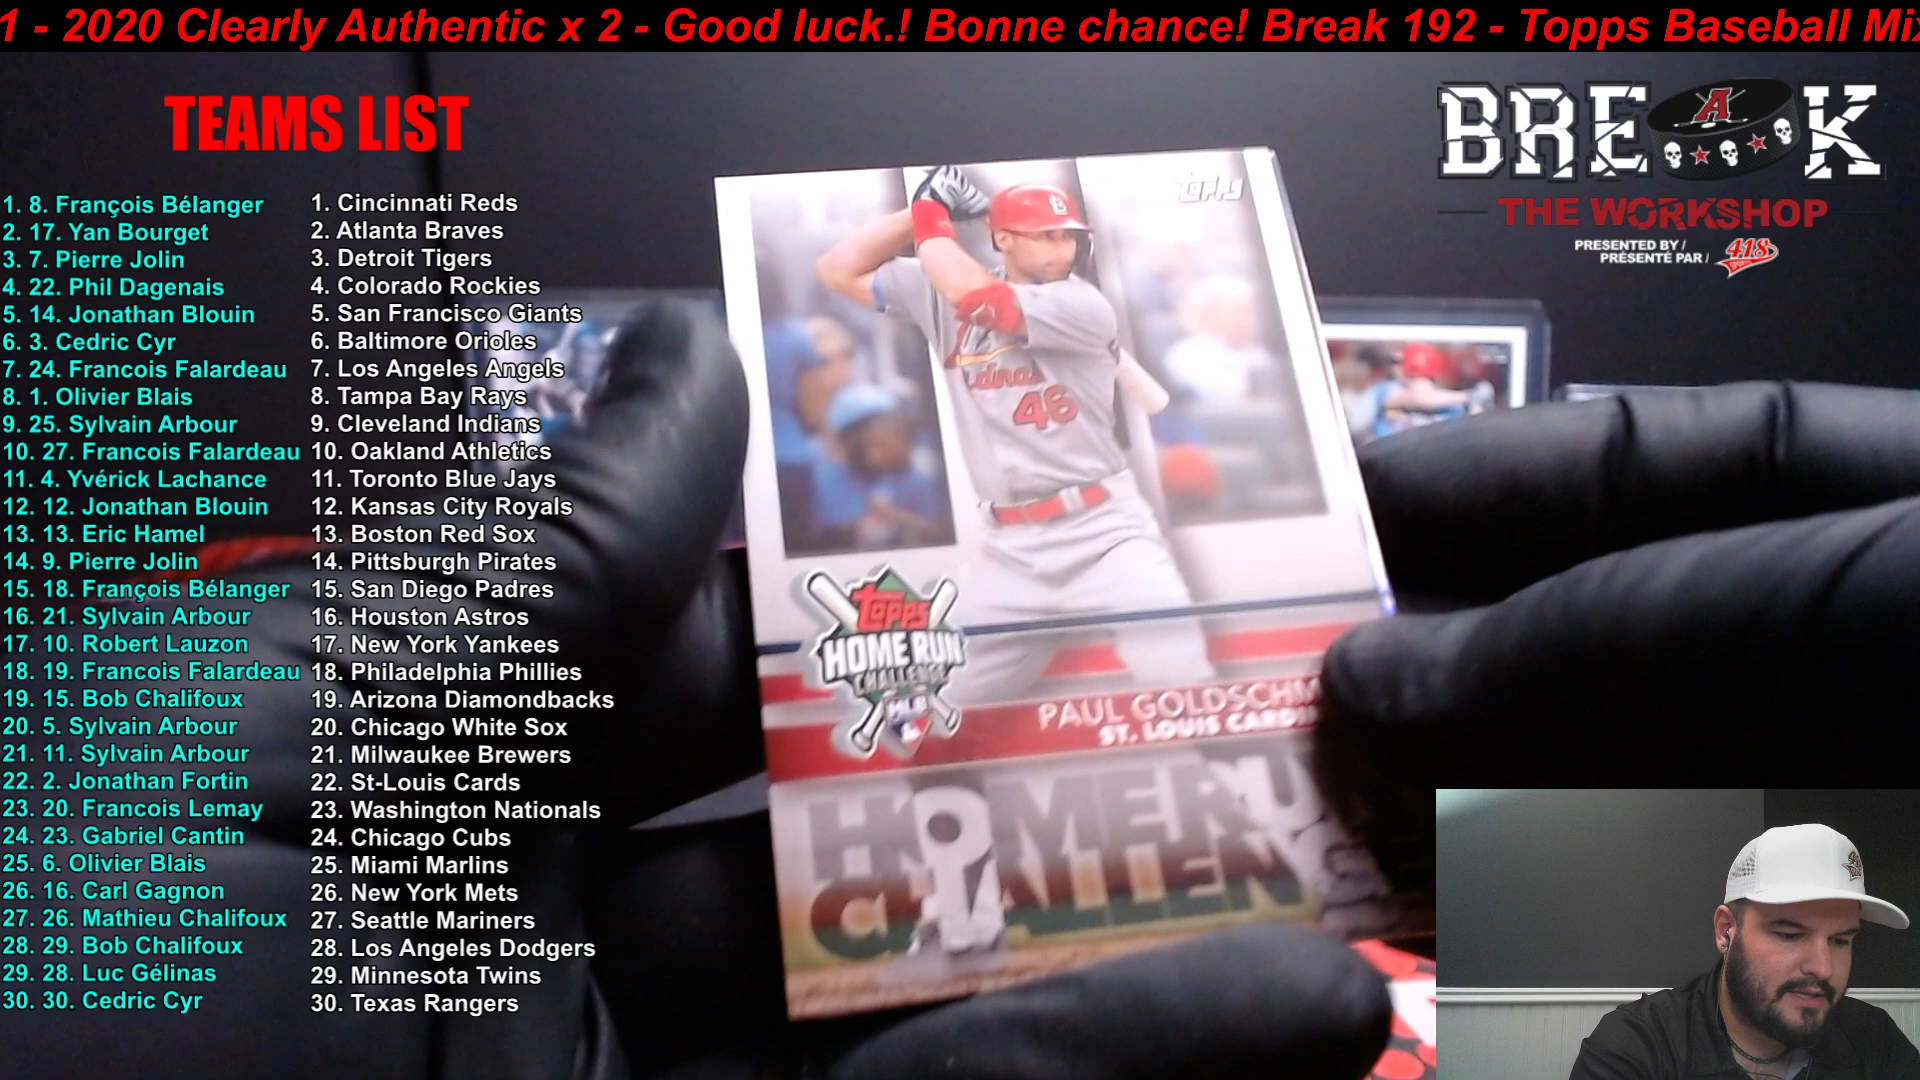 1 - 2020 Clearly Authentic x 2 - Good luck.! Bonne chance! Break 192 - Topps Baseball Mix
TEAMS LIST
1. 8. François Bélanger
2. 17. Yan Bourget
3. 7. Pierre Jolin
4. 22. Phil Dagenais
5. 14. Jonathan Blouin
6. 3. Cedric Cyr
7. 24. Francois Falardeau
8. 1. Olivier Blais
9. 25. Sylvain Arbour
10. 27. Francois Falardeau
11. 4. Yvérick Lachance
12. 12. Jonathan Blouin
13. 13. Eric Hamel
14. 9. Pierre Jolin
15. 18. François Bélanger
16. 21. Sylvain Arbour
17. 10. Robert Lauzon
18. 19. Francois Falardeau
19. 15. Bob Chalifoux
20. 5. Sylvain Arbour
21. 11. Sylvain Arbour
22. 2. Jonathan Fortin
23. 20. Francois Lemay
24. 23. Gabriel Cantin
25. 6. Olivier Blais
26. 16. Carl Gagnon
27. 26. Mathieu Chalifoux
28. 29. Bob Chalifoux
29. 28. Luc Gélinas
30. 30. Cedric Cyr
1. Cincinnati Reds
2. Atlanta Braves
3. Detroit Tigers
4. Colorado Rockies
5. San Francisco Giants
6. Baltimore Orioles
7. Los Angeles Angels
8. Tampa Bay Rays
9. Cleveland Indians
10. Oakland Athletics
11. Toronto Blue Jays
12. Kansas City Royals
13. Boston Red Sox
14. Pittsburgh Pirates
15. San Diego Padres
16. Houston Astros
17. New York Yankees
18. Philadelphia Phillies
19. Arizona Diamondbacks
20. Chicago White Sox
21. Milwaukee Brewers
22. St-Louis Cards
23. Washington Nationals
24. Chicago Cubs
25. Miami Marlins
26. New York Mets
27. Seattle Mariners
28. Los Angeles Dodgers
29. Minnesota Twins
30. Texas Rangers
Topps
46
Topps
HOME RUN
CHALLENGE
MLB
PAUL GOLDSCHM
ST. LOUIS CARDIN
HOME RU
CHALLEN
BREAK
A
THE WORKSHOP
PRESENTED BY /
PRÉSENTÉ PAR /
418